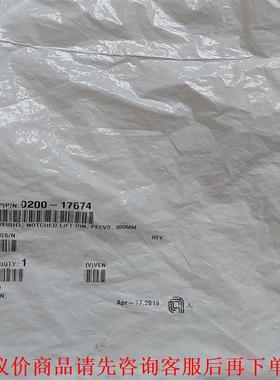 (P)P/N: 0200-17674
WEIGHT, NOTCHED LIFT PIN, PECVD, 300MM
)S/N:
REV.
)QTY: 1
(V)VEN
Apr-17,2019
A
议价商品请先咨询客服后再下单